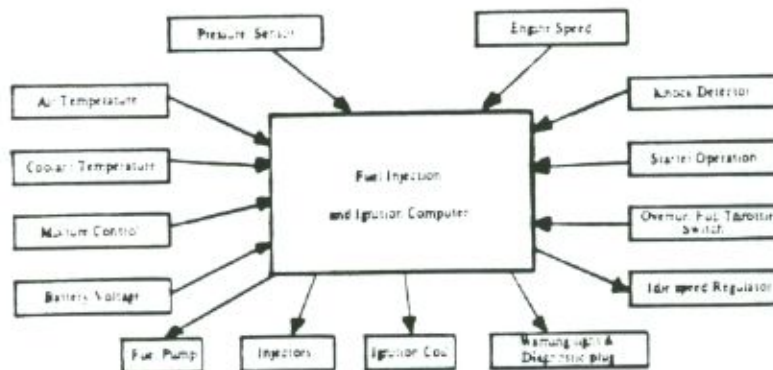 Pressure Sensor
Engine Speed
Air Temperature
Knock Detector
Coolant Temperature
Starter Operation
Fuel Injection
and Ignition Computer
Mixture Control
Overrun Full Throttle
Switch
Battery Voltage
Idle speed Regulator
Fuel Pump
Injectors
Ignition Coil
Warning light &
Diagnostic plug